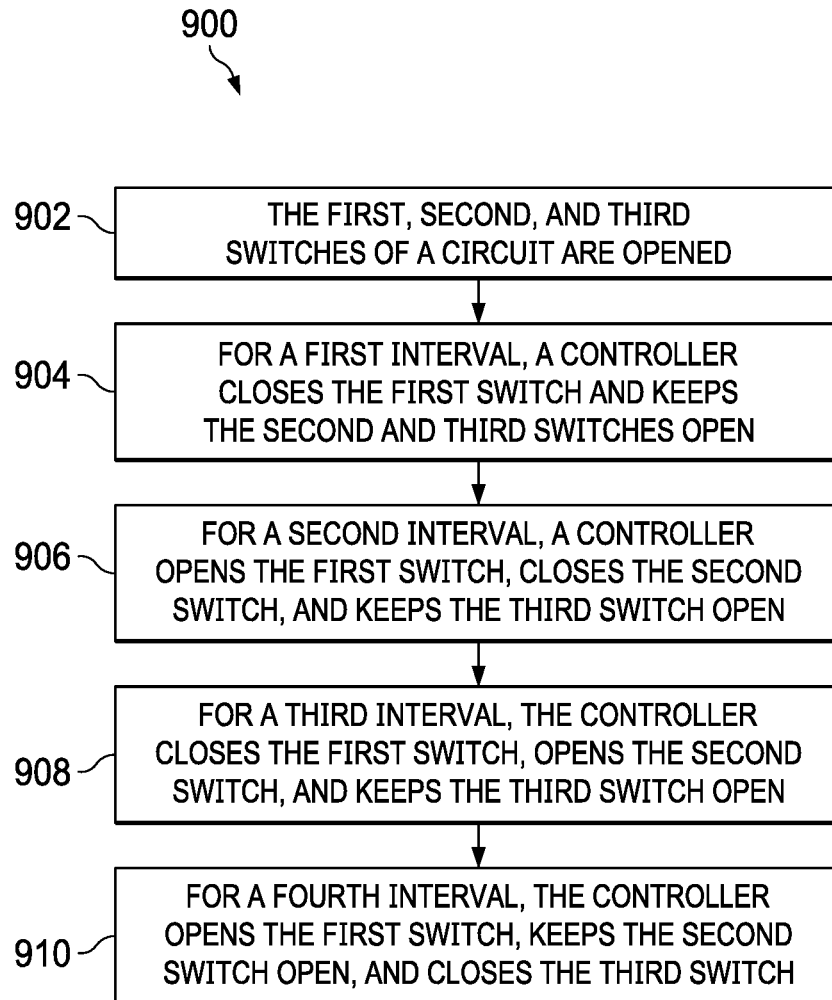 900
902
THE FIRST, SECOND, AND THIRD
SWITCHES OF A CIRCUIT ARE OPENED
904
FOR A FIRST INTERVAL, A CONTROLLER
CLOSES THE FIRST SWITCH AND KEEPS
THE SECOND AND THIRD SWITCHES OPEN
906
FOR A SECOND INTERVAL, A CONTROLLER
OPENS THE FIRST SWITCH, CLOSES THE SECOND
SWITCH, AND KEEPS THE THIRD SWITCH OPEN
908
FOR A THIRD INTERVAL, THE CONTROLLER
CLOSES THE FIRST SWITCH, OPENS THE SECOND
SWITCH, AND KEEPS THE THIRD SWITCH OPEN
910
FOR A FOURTH INTERVAL, THE CONTROLLER
OPENS THE FIRST SWITCH, KEEPS THE SECOND
SWITCH OPEN, AND CLOSES THE THIRD SWITCH